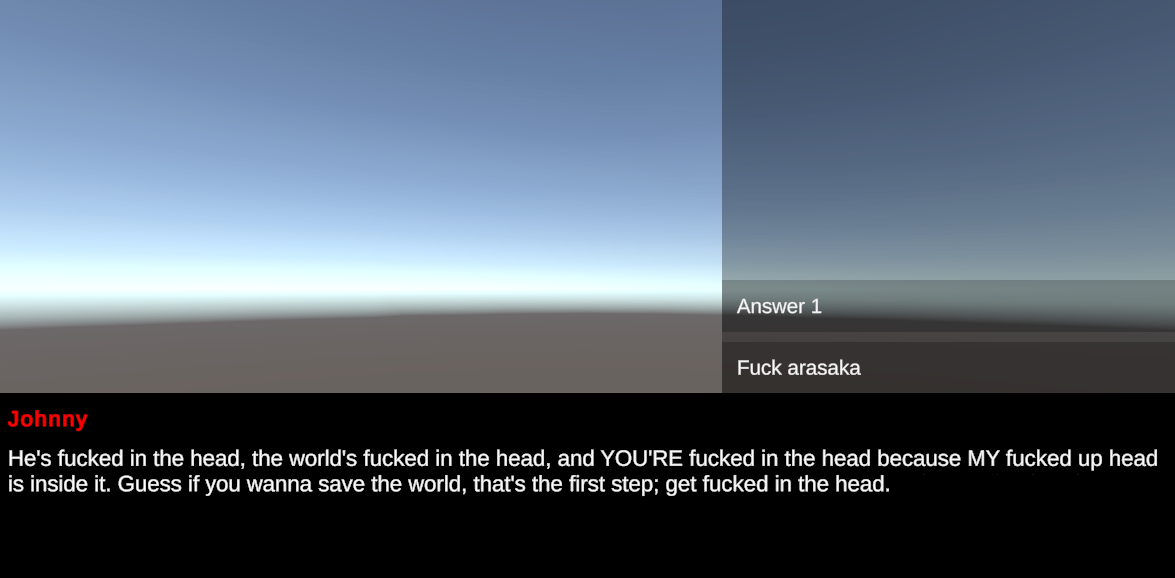 Answer 1
Fuck arasaka
Johnny
He's fucked in the head, the world's fucked in the head, and YOU'RE fucked in the head because MY fucked up head
is inside it. Guess if you wanna save the world, that's the first step; get fucked in the head.